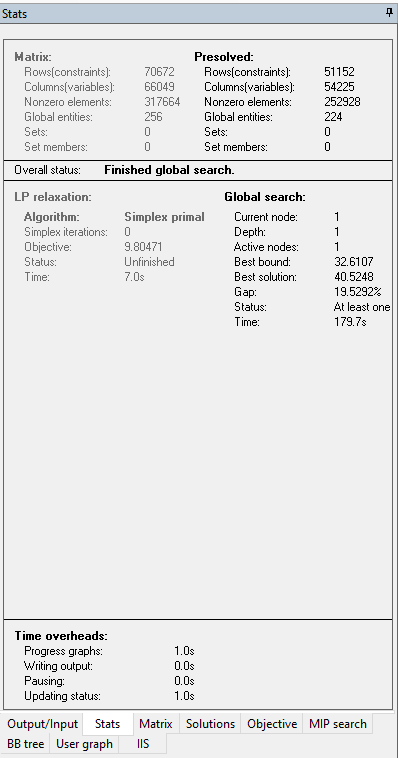 Stats
Matrix: Presolved:
Rows(constraints): 70672 Rows(constraints): 51152
Columns(variables): 66049 Columns(variables): 54225
Nonzero elements: 317664 Nonzero elements: 252928
Global entities: 256 Global entities: 224
Sets: 0 Sets: 0
Set members: 0 Set members: 0
Overall status: Finished global search.
LP relaxation: Global search:
Algorithm: Simplex primal Current node: 1
Simplex iterations: 0 Depth: 1
Objective: 9.80471 Active nodes: 1
Status: Unfinished Best bound: 32.6107
Time: 7.0s Best solution: 40.5248
Gap: 19.5292%
Status: At least one
Time: 179.7s
Time overheads:
Progress graphs: 1.0s
Writing output: 0.0s
Pausing: 0.0s
Updating status: 1.0s
Output/Input Stats Matrix Solutions Objective MIP search
BB tree User graph IIS